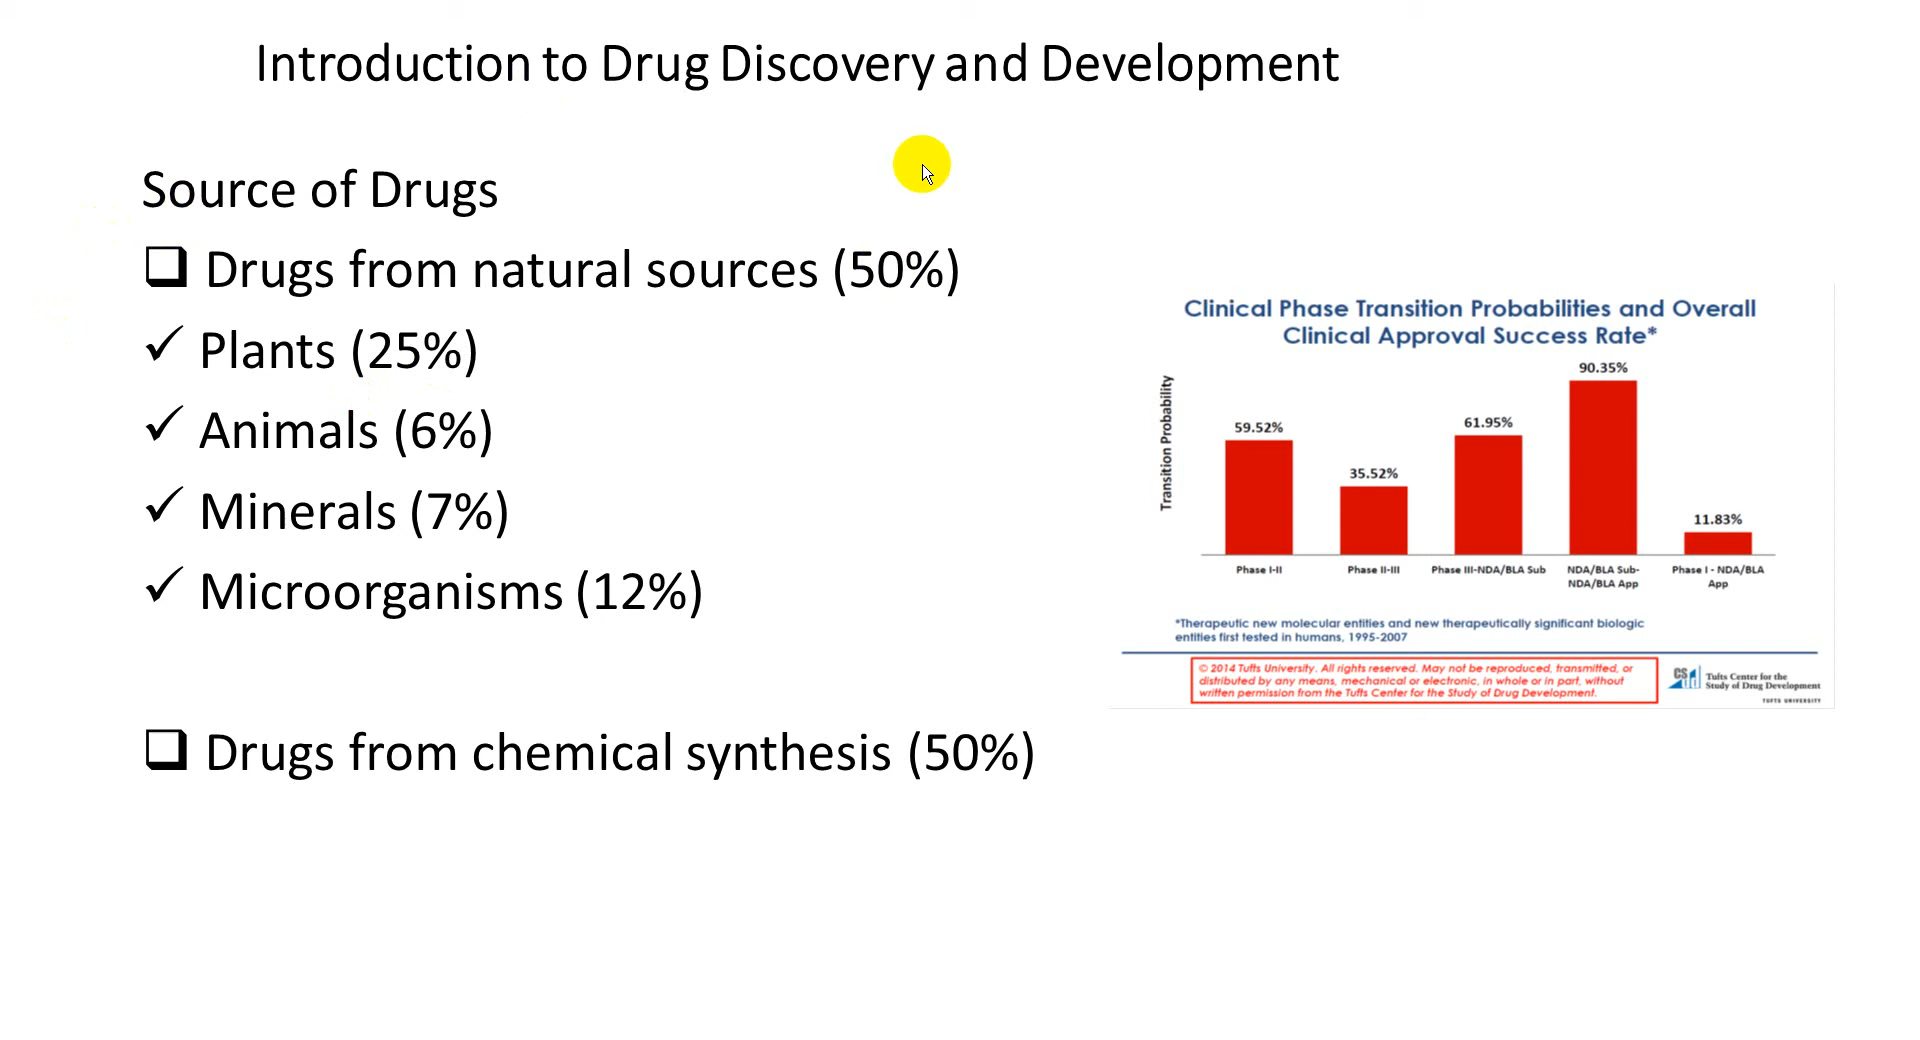 Introduction to Drug Discovery and Development
Source of Drugs
Drugs from natural sources (50%)
Plants (25%)
Animals (6%)
Minerals (7%)
Microorganisms (12%)
Drugs from chemical synthesis (50%)
Clinical Phase Transition Probabilities and Overall
Clinical Approval Success Rate*
Transition Probability
59.52%
35.52%
61.95%
90.35%
11.83%
Phase I-II
Phase II-III
Phase III-NDA/BLA Sub
NDA/BLA Sub-
NDA/BLA App
Phase I - NDA/BLA
App
*Therapeutic new molecular entities and new therapeutically significant biologic
entities first tested in humans, 1995-2007
© 2014 Tufts University. All rights reserved. May not be reproduced, transmitted, or
distributed by any means, mechanical or electronic, in whole or in part, without
written permission from the Tufts Center for the Study of Drug Development.
CS
dd
Tufts Center for the
Study of Drug Development
TUFTS UNIVERSITY